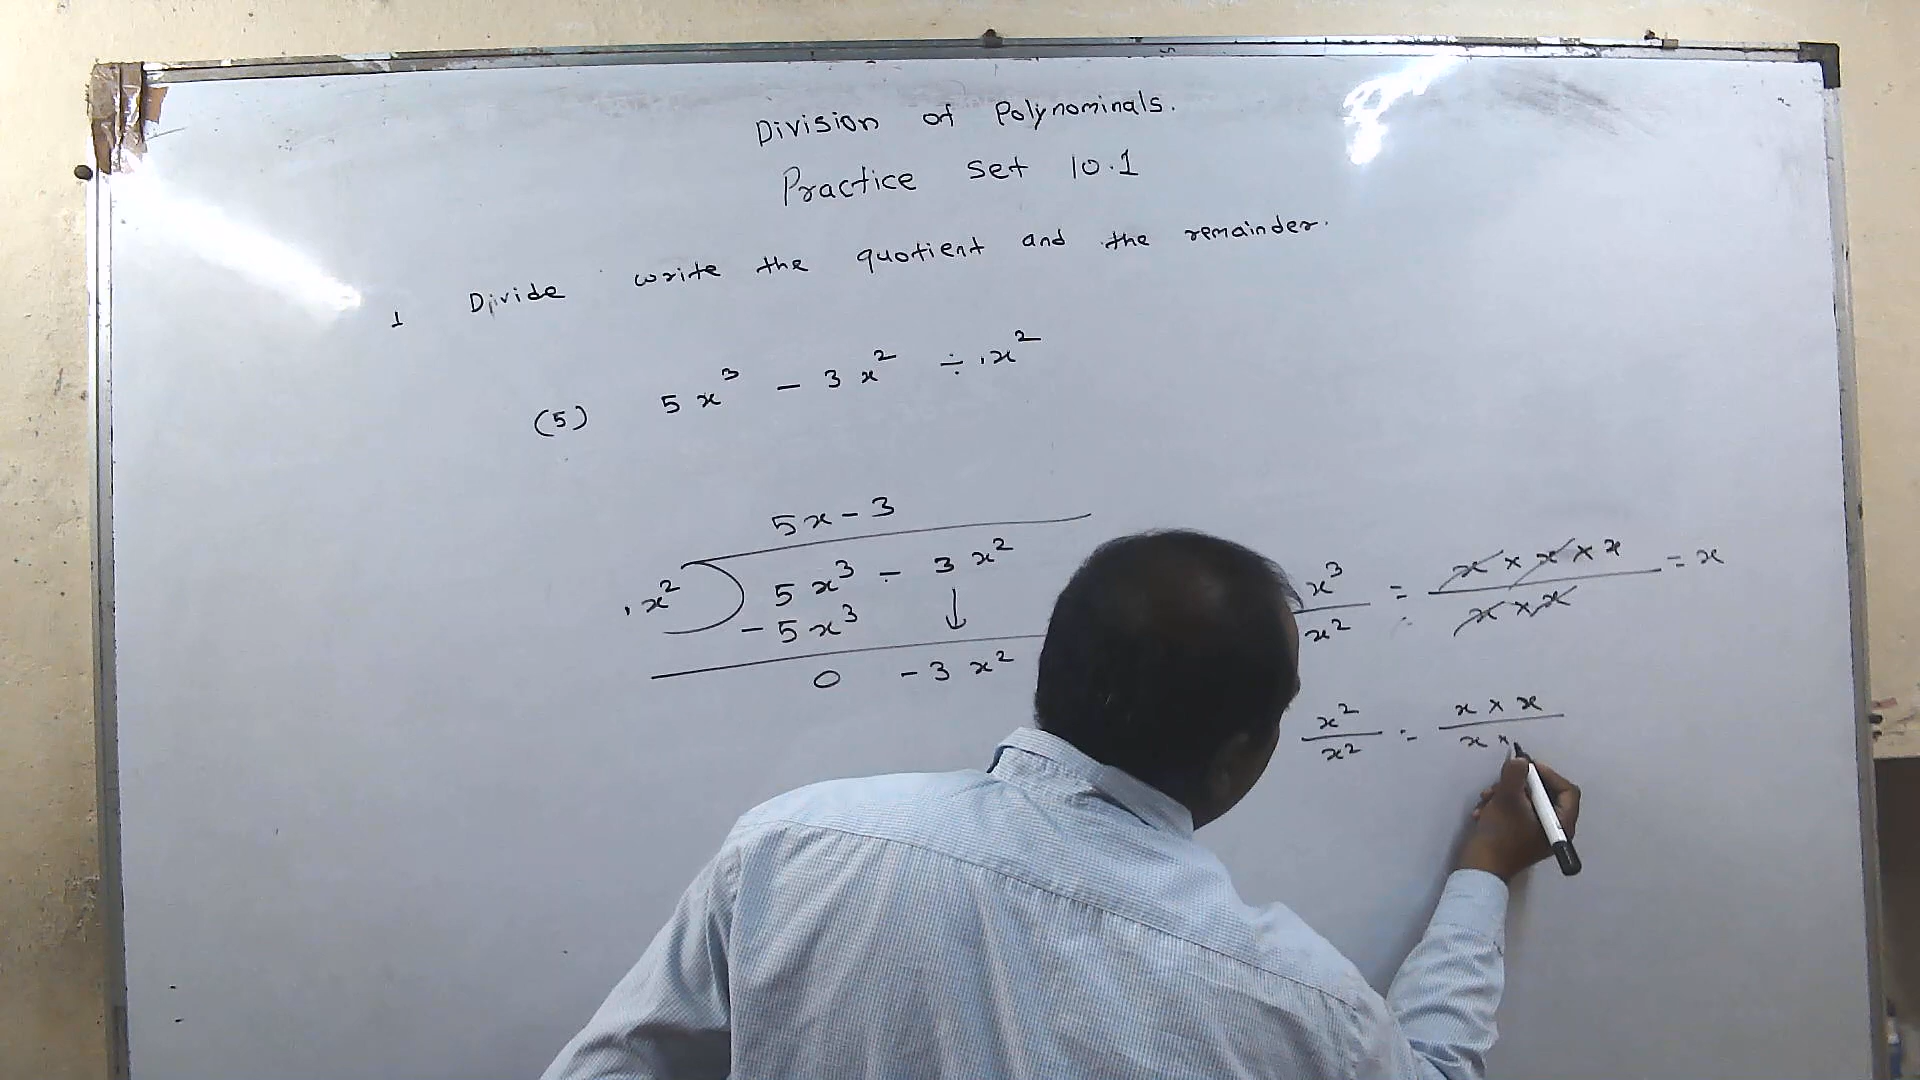 Division of Polynominals.
Practice Set 10.1
1 Divide write the quotient and the remainder.
(5) 5x³ - 3x² ÷ x²
5x - 3
x² ) 5x³ - 3x²
- 5x³ ↓
0 - 3x²
x³/x² = x × x × x / x × x = x
x²/x² = x × x / x ×